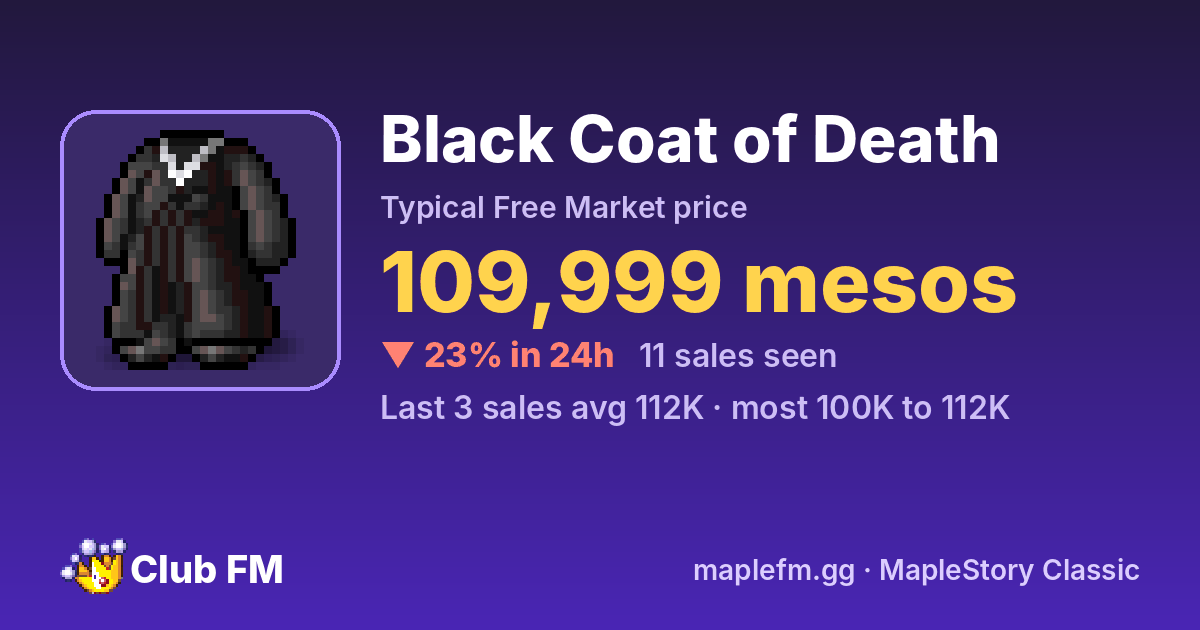 Black Coat of Death
Typical Free Market price
109,999 mesos
▼ 23% in 24h 11 sales seen
Last 3 sales avg 112K · most 100K to 112K
Club FM
maplefm.gg · MapleStory Classic